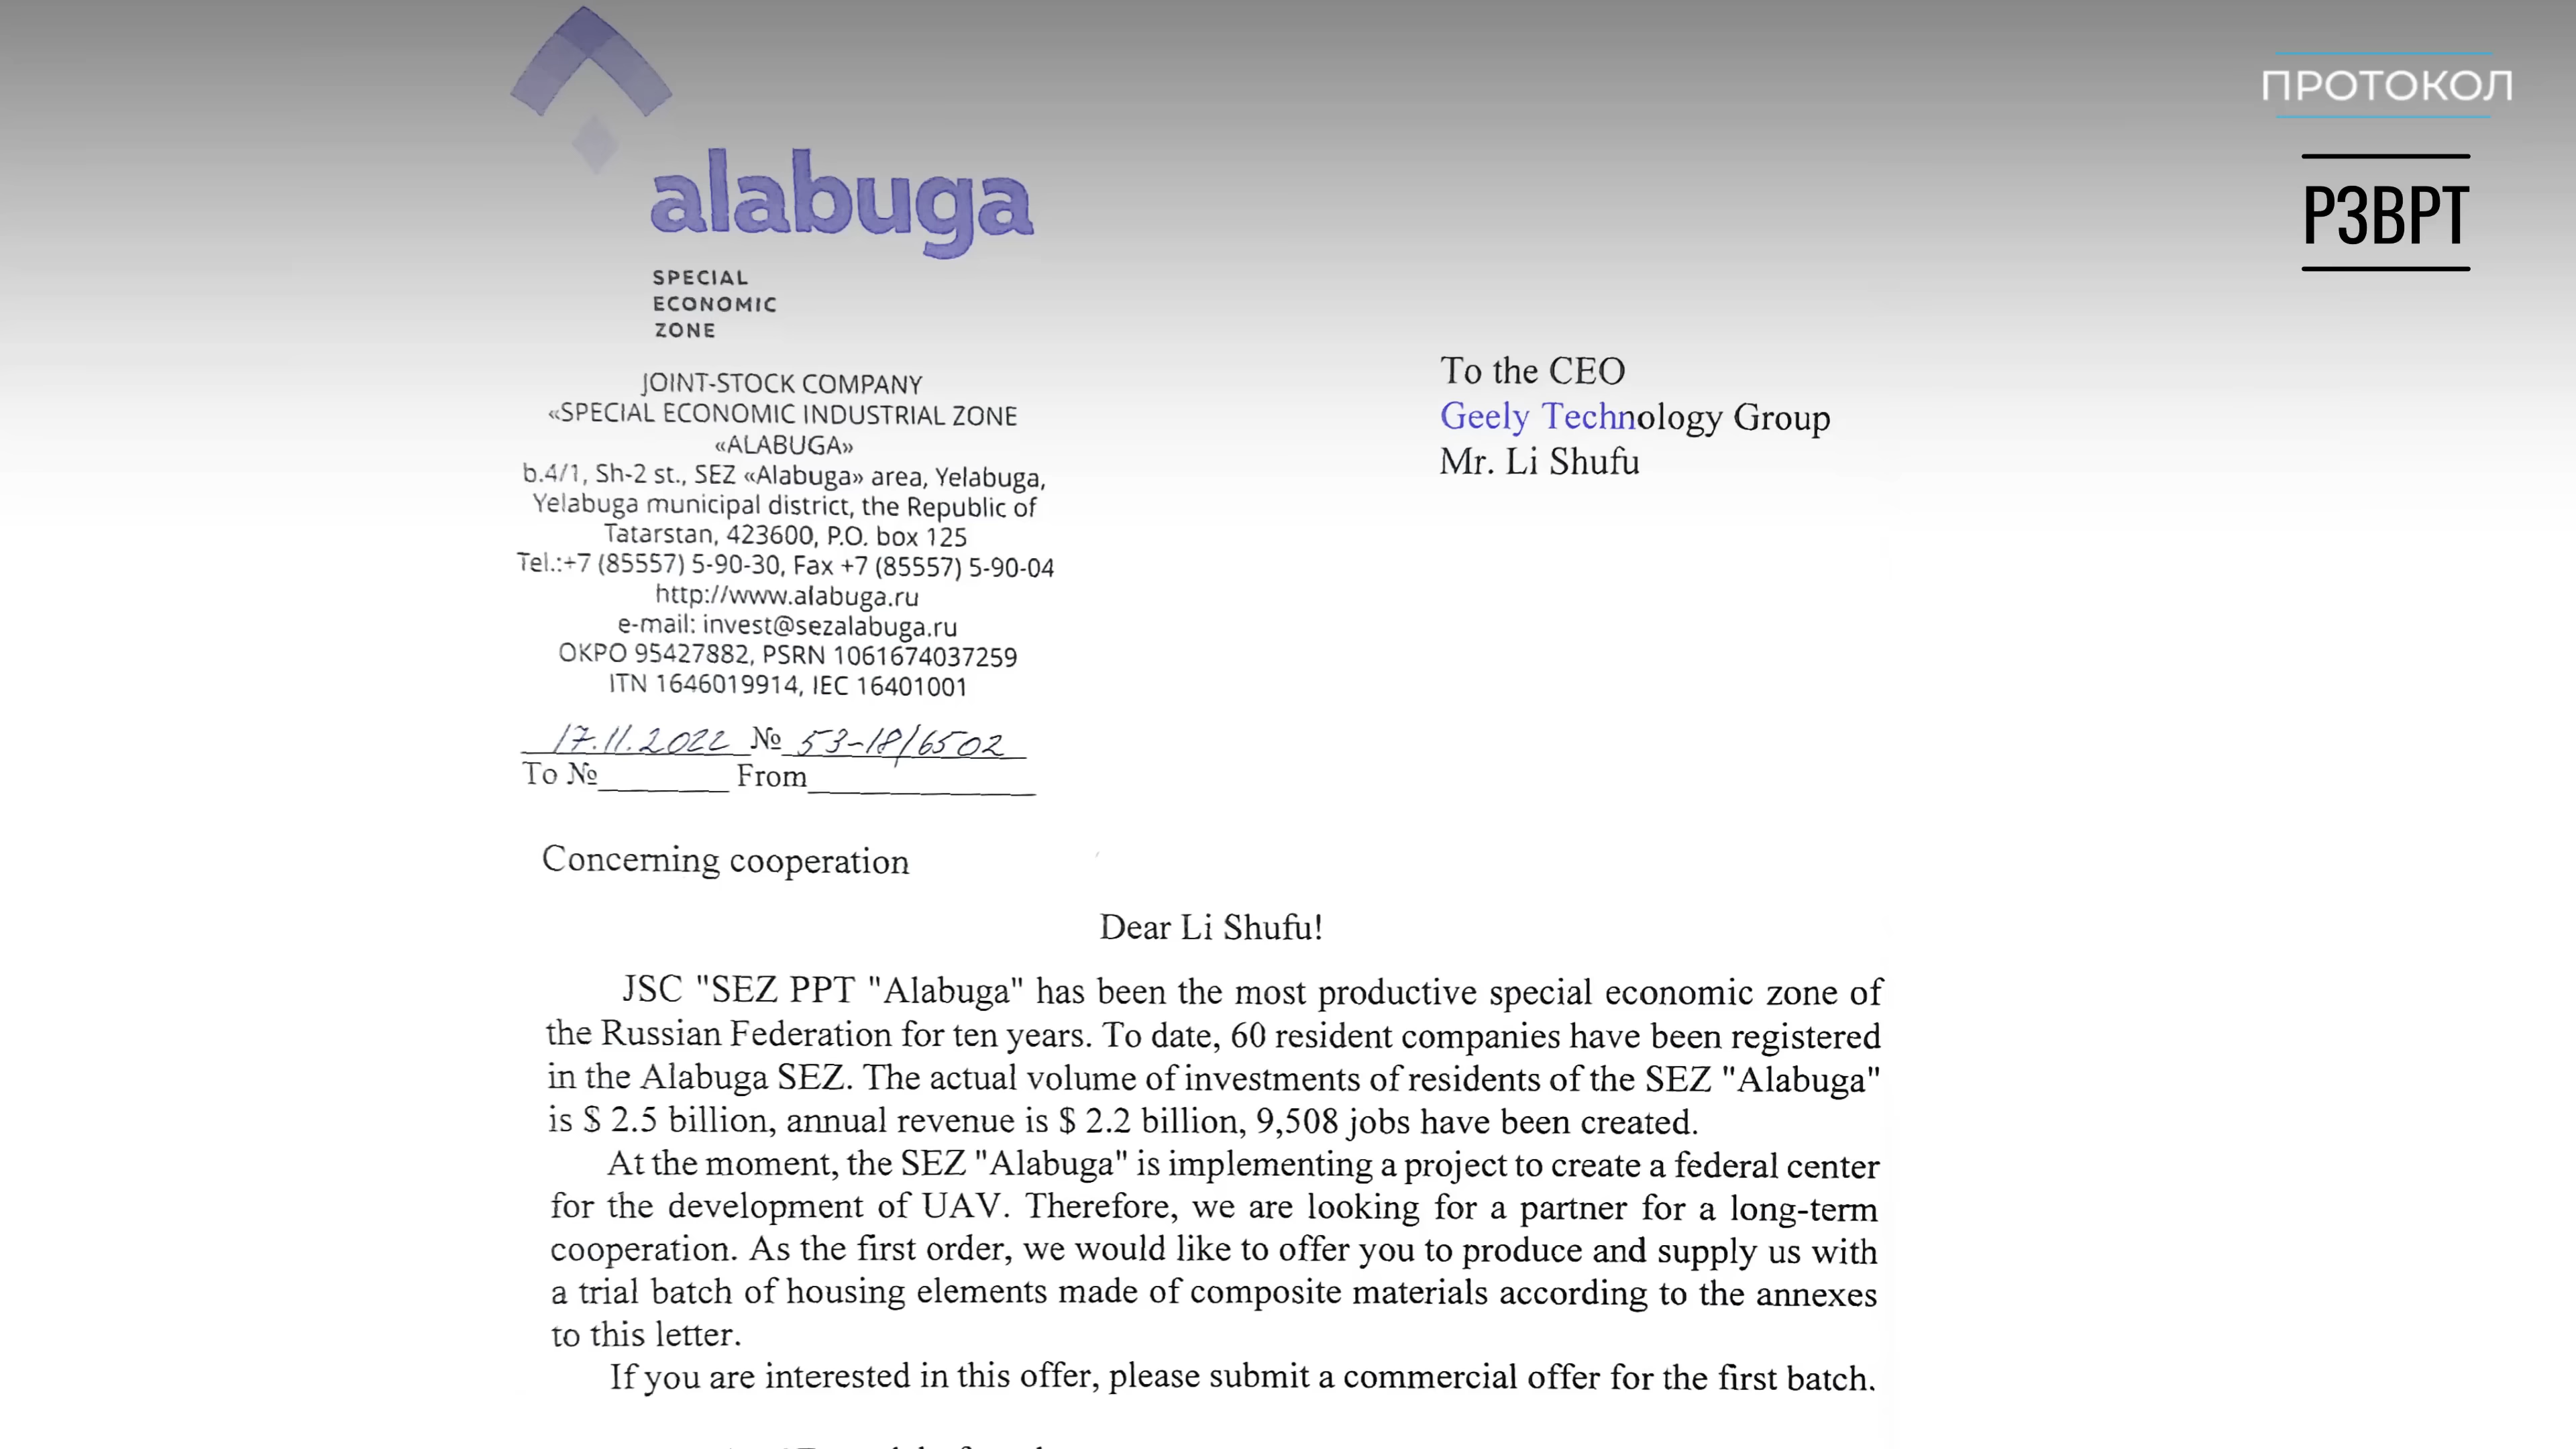 alabuga
SPECIAL
ECONOMIC
ZONE
JOINT-STOCK COMPANY
«SPECIAL ECONOMIC INDUSTRIAL ZONE
«ALABUGA»
b.4/1, Sh-2 st., SEZ «Alabuga» area, Yelabuga,
Yelabuga municipal district, the Republic of
Tatarstan, 423600, P.O. box 125
Tel.:+7 (85557) 5-90-30, Fax +7 (85557) 5-90-04
http://www.alabuga.ru
e-mail: invest@sezalabuga.ru
OKPO 95427882, PSRN 1061674037259
ITN 1646019914, IEC 16401001
17.11.2022 № 53-18/6502
To № From
ПРОТОКОЛ
РЗВРТ
To the CEO
Geely Technology Group
Mr. Li Shufu
Concerning cooperation
Dear Li Shufu!
JSC "SEZ PPT "Alabuga" has been the most productive special economic zone of
the Russian Federation for ten years. To date, 60 resident companies have been registered
in the Alabuga SEZ. The actual volume of investments of residents of the SEZ "Alabuga"
is $ 2.5 billion, annual revenue is $ 2.2 billion, 9,508 jobs have been created.
At the moment, the SEZ "Alabuga" is implementing a project to create a federal center
for the development of UAV. Therefore, we are looking for a partner for a long-term
cooperation. As the first order, we would like to offer you to produce and supply us with
a trial batch of housing elements made of composite materials according to the annexes
to this letter.
If you are interested in this offer, please submit a commercial offer for the first batch.